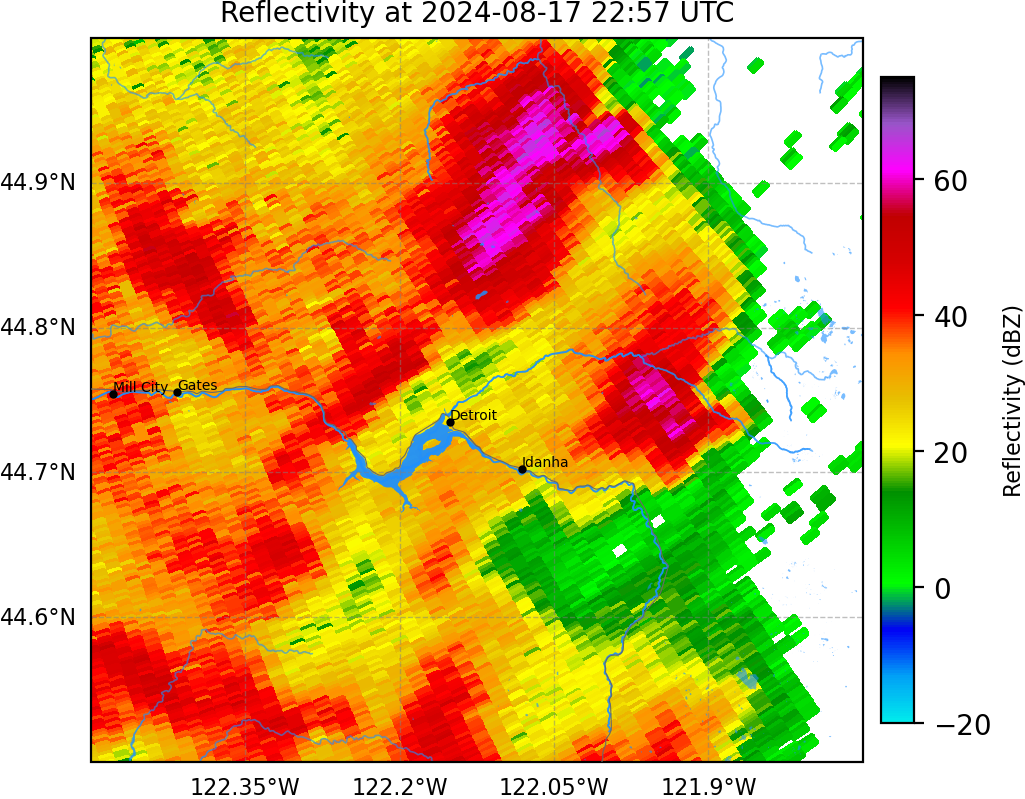 Reflectivity at 2024-08-17 22:57 UTC
44.9°N
44.8°N
44.7°N
44.6°N
Mill City
Gates
Detroit
Idanha
122.35°W
122.2°W
122.05°W
121.9°W
60
40
20
0
−20
Reflectivity (dBZ)